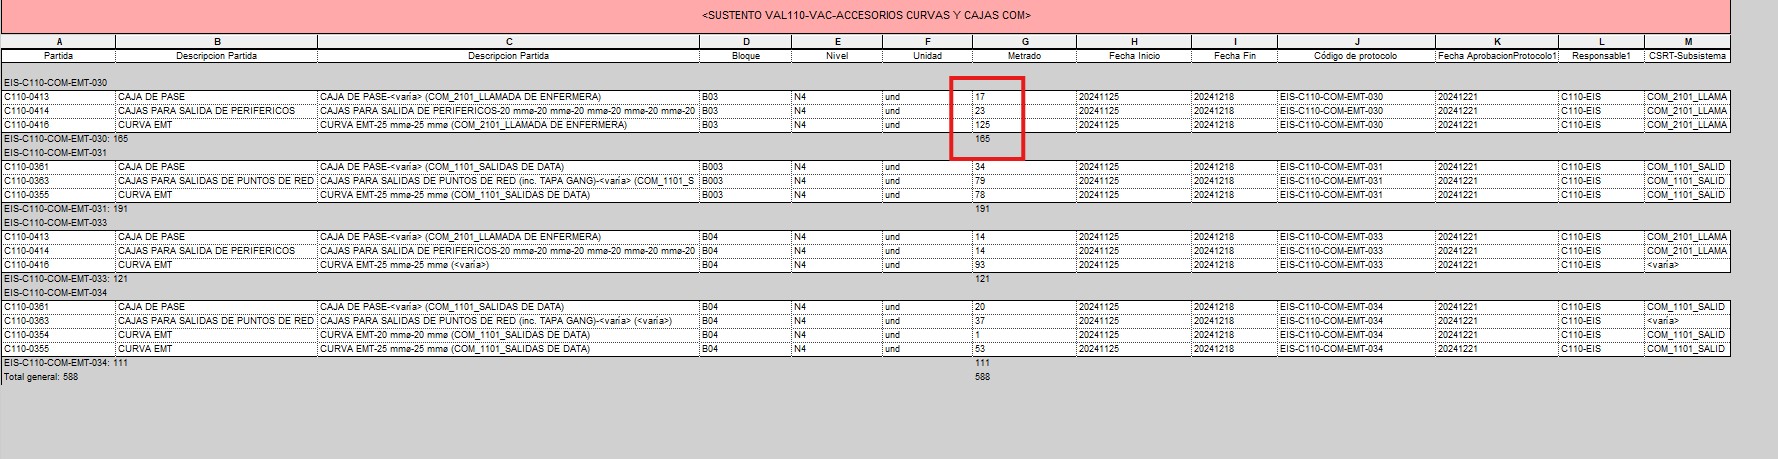 <SUSTENTO VAL110-VAC-ACCESORIOS CURVAS Y CAJAS COM>
A B C D E F G H I J K L M
Partida Descripcion Partida Descripcion Partida Bloque Nivel Unidad Metrado Fecha Inicio Fecha Fin Código de protocolo Fecha AprobacionProtocolo1 Responsable1 CSRT-Subsistema
EIS-C110-COM-EMT-030
C110-0413 CAJA DE PASE CAJA DE PASE-<varía> (COM_2101_LLAMADA DE ENFERMERA) B03 N4 und 17 20241125 20241218 EIS-C110-COM-EMT-030 20241221 C110-EIS COM_2101_LLAMA
C110-0414 CAJAS PARA SALIDA DE PERIFERICOS CAJAS PARA SALIDA DE PERIFERICOS-20 mmø-20 mmø-20 mmø-20 mmø-20 B03 N4 und 23 20241125 20241218 EIS-C110-COM-EMT-030 20241221 C110-EIS COM_2101_LLAMA
C110-0416 CURVA EMT CURVA EMT-25 mmø-25 mmø (COM_2101_LLAMADA DE ENFERMERA) B03 N4 und 125 20241125 20241218 EIS-C110-COM-EMT-030 20241221 C110-EIS COM_2101_LLAMA
EIS-C110-COM-EMT-030: 165 165
EIS-C110-COM-EMT-031
C110-0361 CAJA DE PASE CAJA DE PASE-<varía> (COM_1101_SALIDAS DE DATA) B003 N4 und 34 20241125 20241218 EIS-C110-COM-EMT-031 20241221 C110-EIS COM_1101_SALID
C110-0363 CAJAS PARA SALIDAS DE PUNTOS DE RED CAJAS PARA SALIDAS DE PUNTOS DE RED (inc. TAPA GANG)-<varía> (COM_1101_S B003 N4 und 79 20241125 20241218 EIS-C110-COM-EMT-031 20241221 C110-EIS COM_1101_SALID
C110-0355 CURVA EMT CURVA EMT-25 mmø-25 mmø (COM_1101_SALIDAS DE DATA) B003 N4 und 78 20241125 20241218 EIS-C110-COM-EMT-031 20241221 C110-EIS COM_1101_SALID
EIS-C110-COM-EMT-031: 191 191
EIS-C110-COM-EMT-033
C110-0413 CAJA DE PASE CAJA DE PASE-<varía> (COM_2101_LLAMADA DE ENFERMERA) B04 N4 und 14 20241125 20241218 EIS-C110-COM-EMT-033 20241221 C110-EIS COM_2101_LLAMA
C110-0414 CAJAS PARA SALIDA DE PERIFERICOS CAJAS PARA SALIDA DE PERIFERICOS-20 mmø-20 mmø-20 mmø-20 mmø-20 B04 N4 und 14 20241125 20241218 EIS-C110-COM-EMT-033 20241221 C110-EIS COM_2101_LLAMA
C110-0416 CURVA EMT CURVA EMT-25 mmø-25 mmø (<varía>) B04 N4 und 93 20241125 20241218 EIS-C110-COM-EMT-033 20241221 C110-EIS <varía>
EIS-C110-COM-EMT-033: 121 121
EIS-C110-COM-EMT-034
C110-0361 CAJA DE PASE CAJA DE PASE-<varía> (COM_1101_SALIDAS DE DATA) B04 N4 und 20 20241125 20241218 EIS-C110-COM-EMT-034 20241221 C110-EIS COM_1101_SALID
C110-0363 CAJAS PARA SALIDAS DE PUNTOS DE RED CAJAS PARA SALIDAS DE PUNTOS DE RED (inc. TAPA GANG)-<varía> (<varía>) B04 N4 und 37 20241125 20241218 EIS-C110-COM-EMT-034 20241221 C110-EIS <varía>
C110-0354 CURVA EMT CURVA EMT-20 mmø-20 mmø (COM_1101_SALIDAS DE DATA) B04 N4 und 1 20241125 20241218 EIS-C110-COM-EMT-034 20241221 C110-EIS COM_1101_SALID
C110-0355 CURVA EMT CURVA EMT-25 mmø-25 mmø (COM_1101_SALIDAS DE DATA) B04 N4 und 53 20241125 20241218 EIS-C110-COM-EMT-034 20241221 C110-EIS COM_1101_SALID
EIS-C110-COM-EMT-034: 111 111
Total general: 588 588